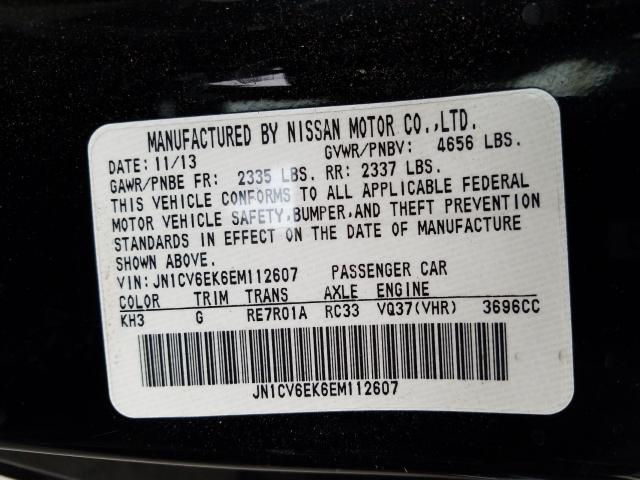 MANUFACTURED BY NISSAN MOTOR CO.,LTD.
DATE: 11/13 GVWR/PNBV: 4656 LBS.
GAWR/PNBE FR: 2335 LBS. RR: 2337 LBS.
THIS VEHICLE CONFORMS TO ALL APPLICABLE FEDERAL
MOTOR VEHICLE SAFETY,BUMPER,AND THEFT PREVENTION
STANDARDS IN EFFECT ON THE DATE OF MANUFACTURE
SHOWN ABOVE.
VIN: JN1CV6EK6EM112607 PASSENGER CAR
COLOR TRIM TRANS AXLE ENGINE
KH3 G RE7R01A RC33 VQ37(VHR) 3696CC
JN1CV6EK6EM112607